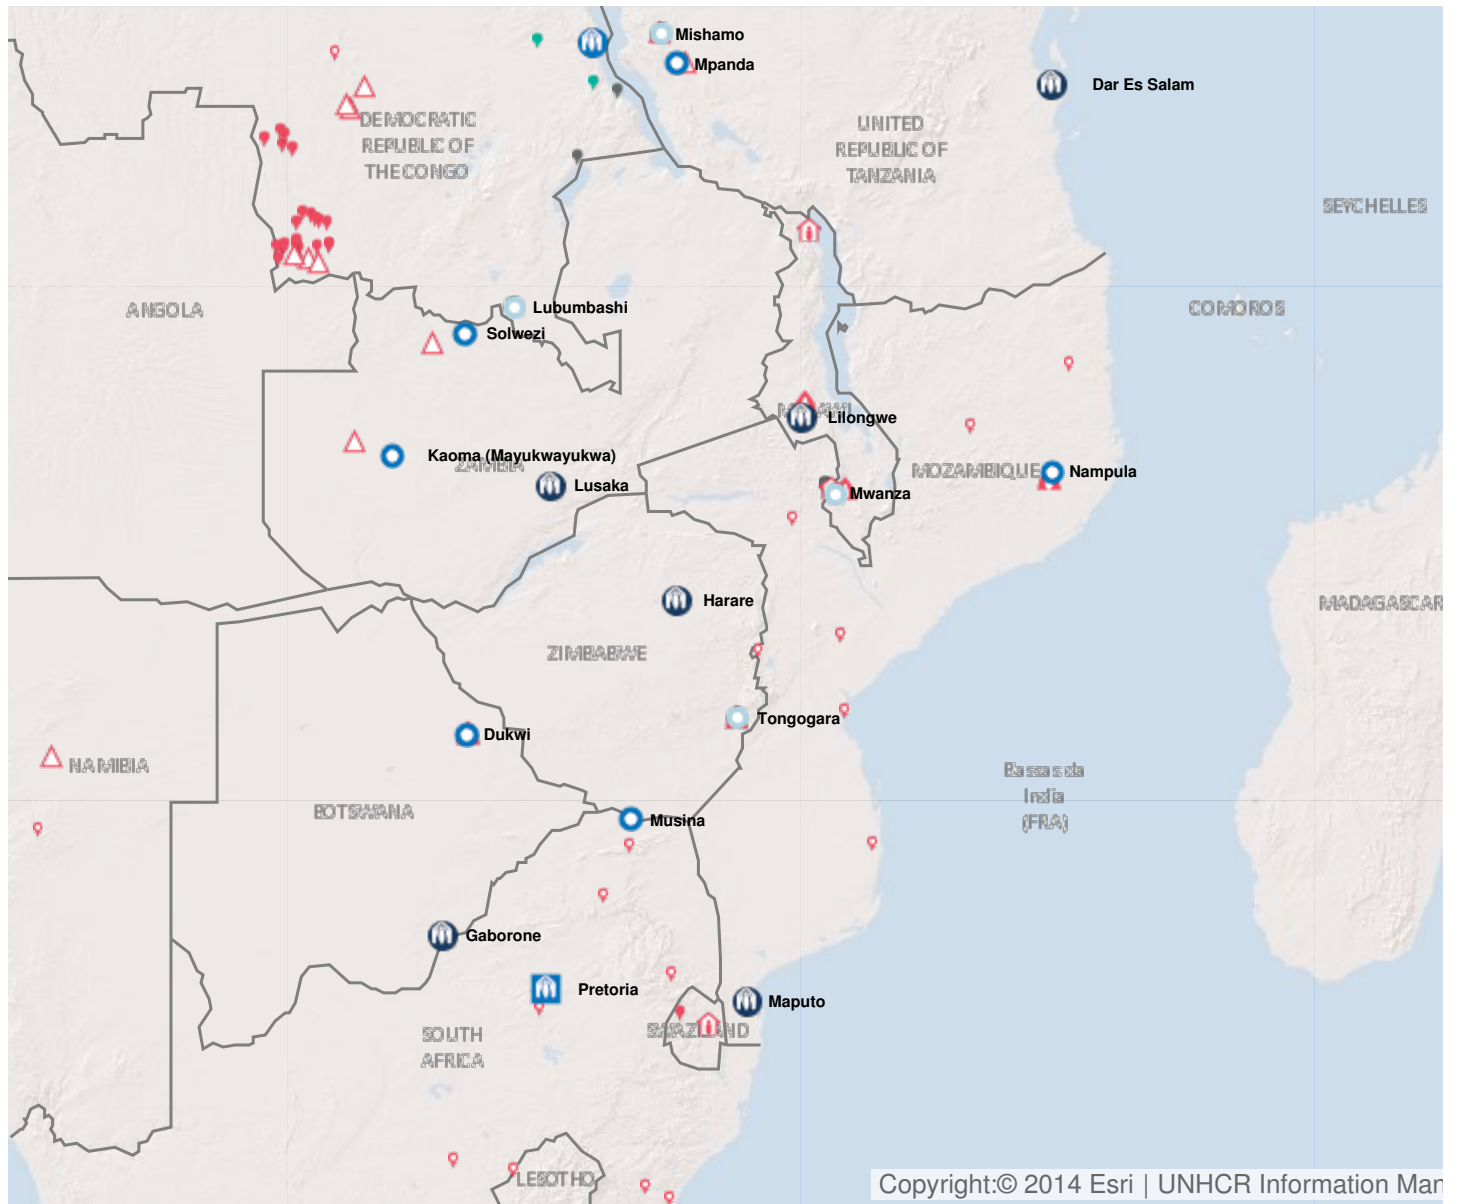 Mishamo
Mpanda
Dar Es Salam
DEMOCRATIC
REPUBLIC OF
THE CONGO
UNITED
REPUBLIC OF
TANZANIA
SEYCHELLES
ANGOLA
Lubumbashi
COMOROS
Solwezi
MALAWI
Lilongwe
Kaoma (Mayukwayukwa)
ZAMBIA
MOZAMBIQUE
Nampula
Lusaka
Mwanza
Harare
MADAGASCAR
ZIMBABWE
Tongogara
Dukwi
NAMIBIA
Bassas da
India
(FRA)
BOTSWANA
Musina
Gaborone
Pretoria
Maputo
SWAZILAND
SOUTH
AFRICA
LESOTHO
Copyright:© 2014 Esri | UNHCR Information Man